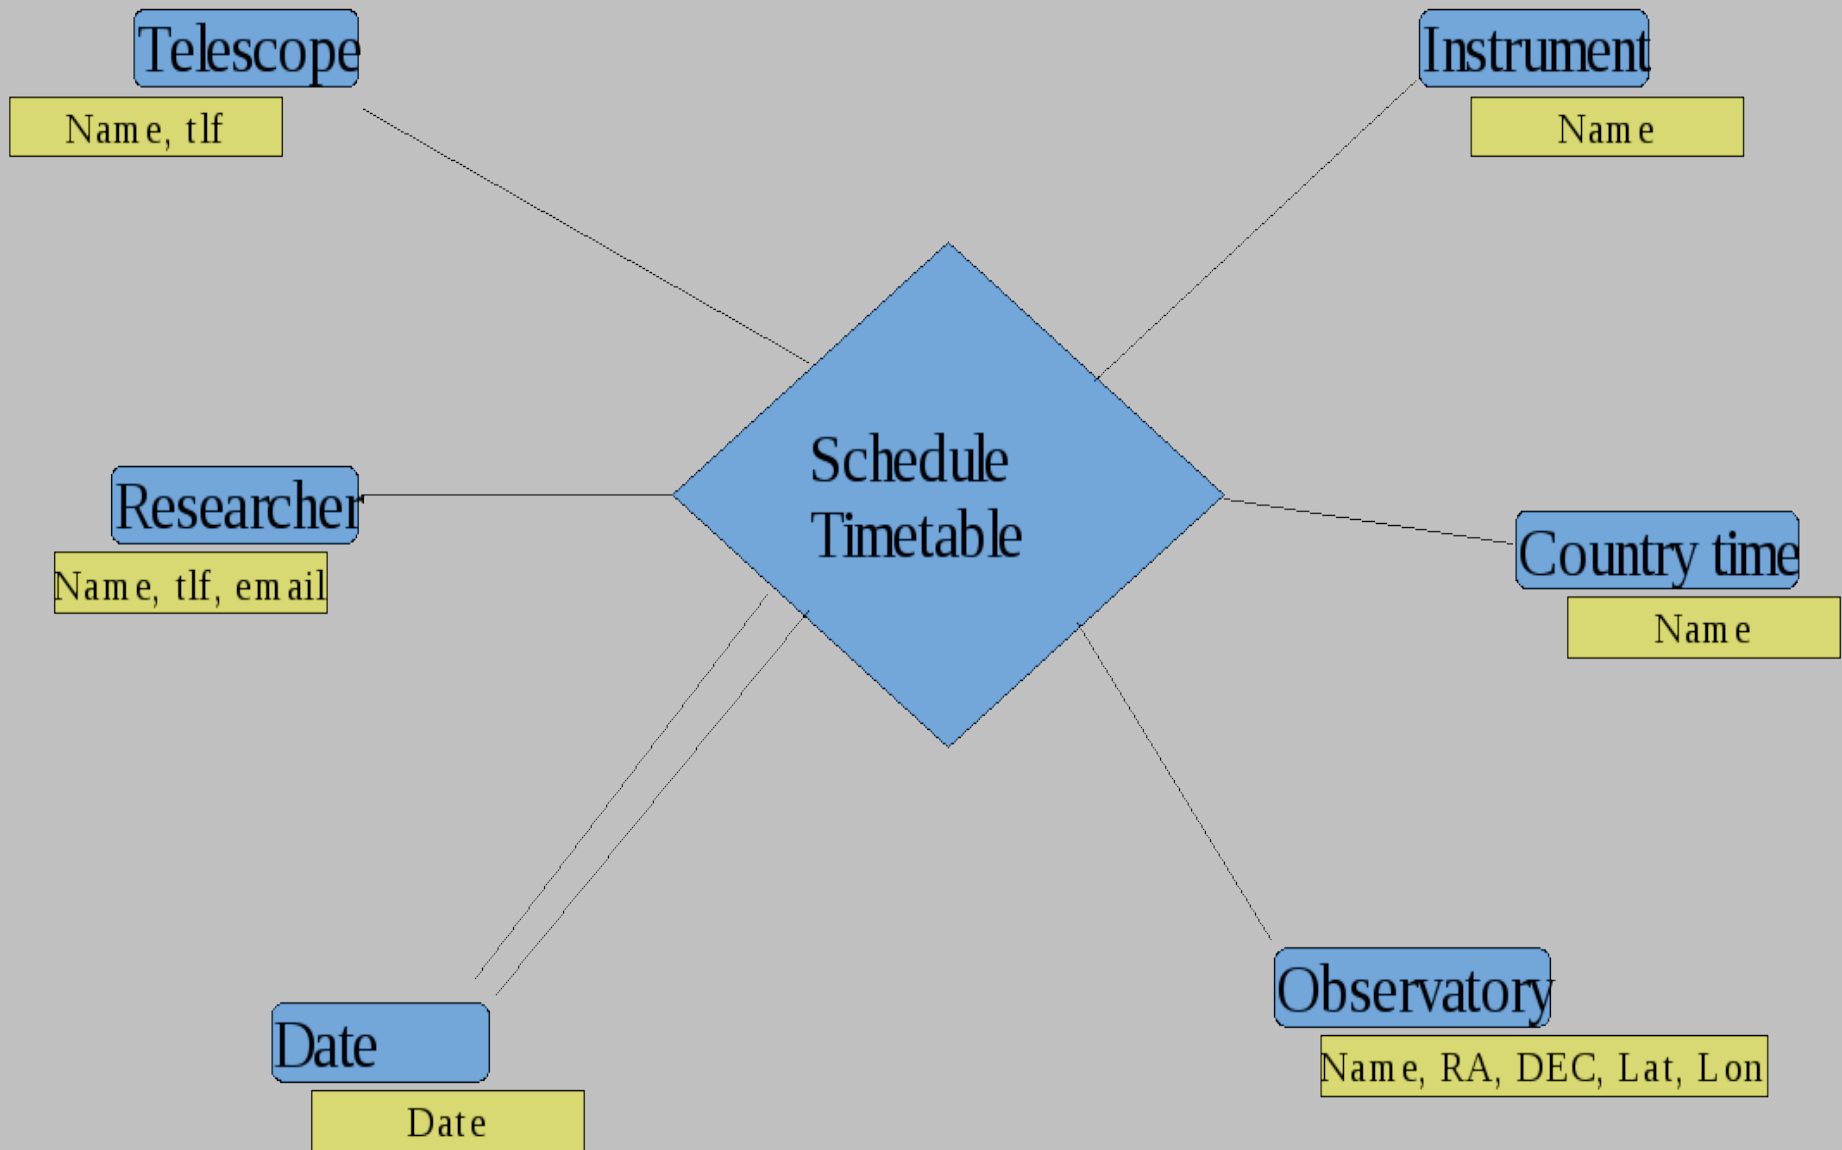 Telescope
Name, tlf
Instrument
Name
Schedule
Timetable
Researcher
Name, tlf, email
Country time
Name
Observatory
Name, RA, DEC, Lat, Lon
Date
Date